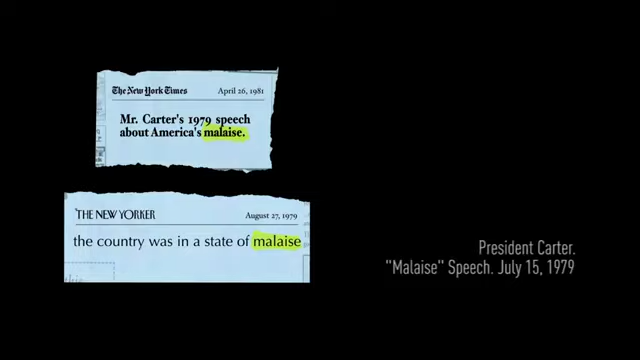 The New York Times
April 26, 1981
Mr. Carter's 1979 speech
about America's malaise.
THE NEW YORKER
August 27, 1979
the country was in a state of malaise
President Carter.
"Malaise" Speech. July 15, 1979